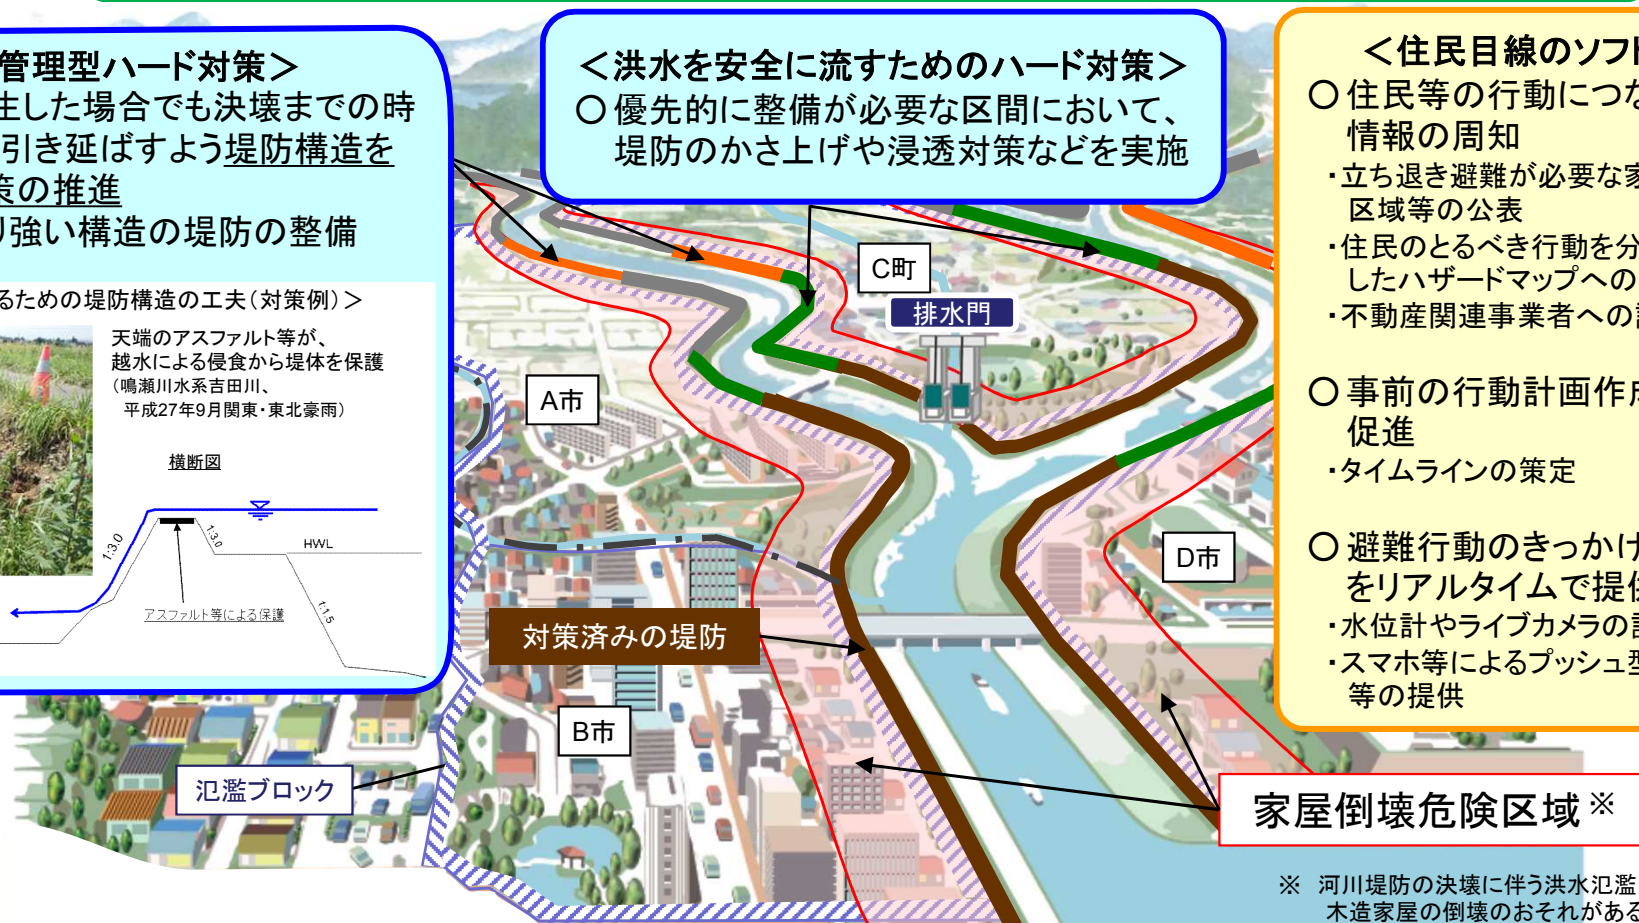 管理型ハード対策＞
生した場合でも決壊までの時
引き延ばすよう堤防構造を
策の推進
り強い構造の堤防の整備
るための堤防構造の工夫（対策例）＞
天端のアスファルト等が、
越水による侵食から堤体を保護
（鳴瀬川水系吉田川、
平成27年9月関東・東北豪雨）
横断図
1:3.0
1:3.0
HWL
1:1.5
アスファルト等による保護
＜洪水を安全に流すためのハード対策＞
○優先的に整備が必要な区間において、
堤防のかさ上げや浸透対策などを実施
＜住民目線のソフト
○住民等の行動につな
情報の周知
・立ち退き避難が必要な家
区域等の公表
・住民のとるべき行動を分
したハザードマップへの
・不動産関連事業者への
○事前の行動計画作成
促進
・タイムラインの策定
○避難行動のきっかけ
をリアルタイムで提供
・水位計やライブカメラの設
・スマホ等によるプッシュ型
等の提供
C町
排水門
A市
D市
対策済みの堤防
B市
氾濫ブロック
家屋倒壊危険区域※
※ 河川堤防の決壊に伴う洪水氾濫
木造家屋の倒壊のおそれがある